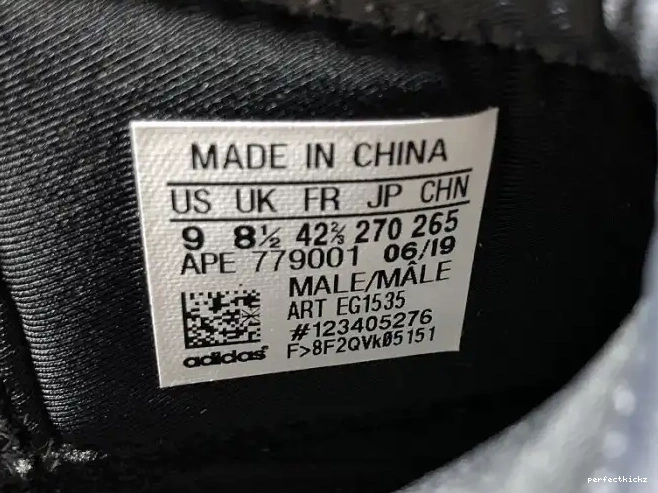 MADE IN CHINA
US UK FR JP CHN
9 8½ 42⅔ 270 265
APE 779001 06/19
MALE/MÂLE
ART EG1535
#123405276
adidas F>8F2QVk05151
perfectkickz